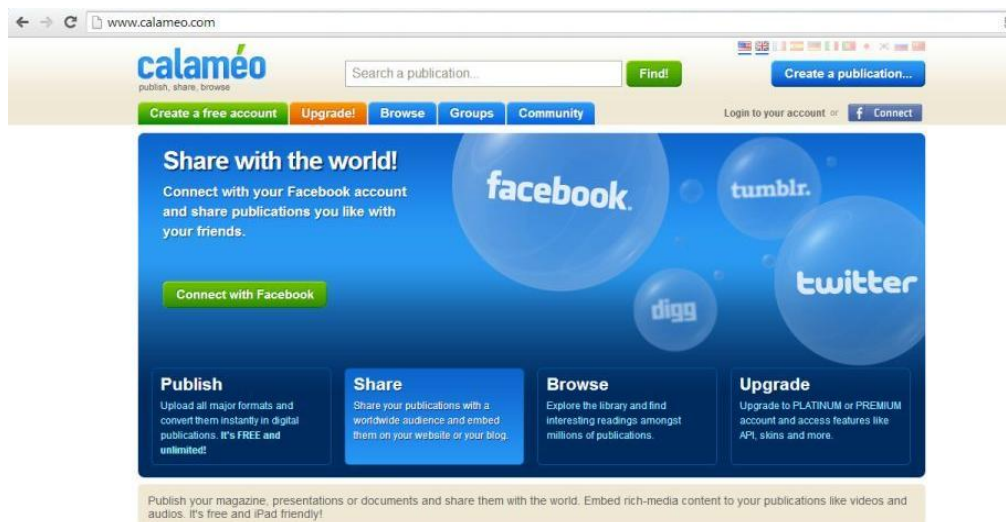 www.calameo.com
calaméo
publish, share, browse
Search a publication...
Find!
Create a publication...
Create a free account
Upgrade!
Browse
Groups
Community
Login to your account or
f Connect
Share with the world!
Connect with your Facebook account
and share publications you like with
your friends.
Connect with Facebook
facebook.
tumblr.
digg
twitter
Publish
Upload all major formats and
convert them instantly in digital
publications. It's FREE and
unlimited!
Share
Share your publications with a
worldwide audience and embed
them on your website or your blog.
Browse
Explore the library and find
interesting readings amongst
millions of publications.
Upgrade
Upgrade to PLATINUM or PREMIUM
account and access features like
API, skins and more.
Publish your magazine, presentations or documents and share them with the world. Embed rich-media content to your publications like videos and
audios. It's free and iPad friendly!